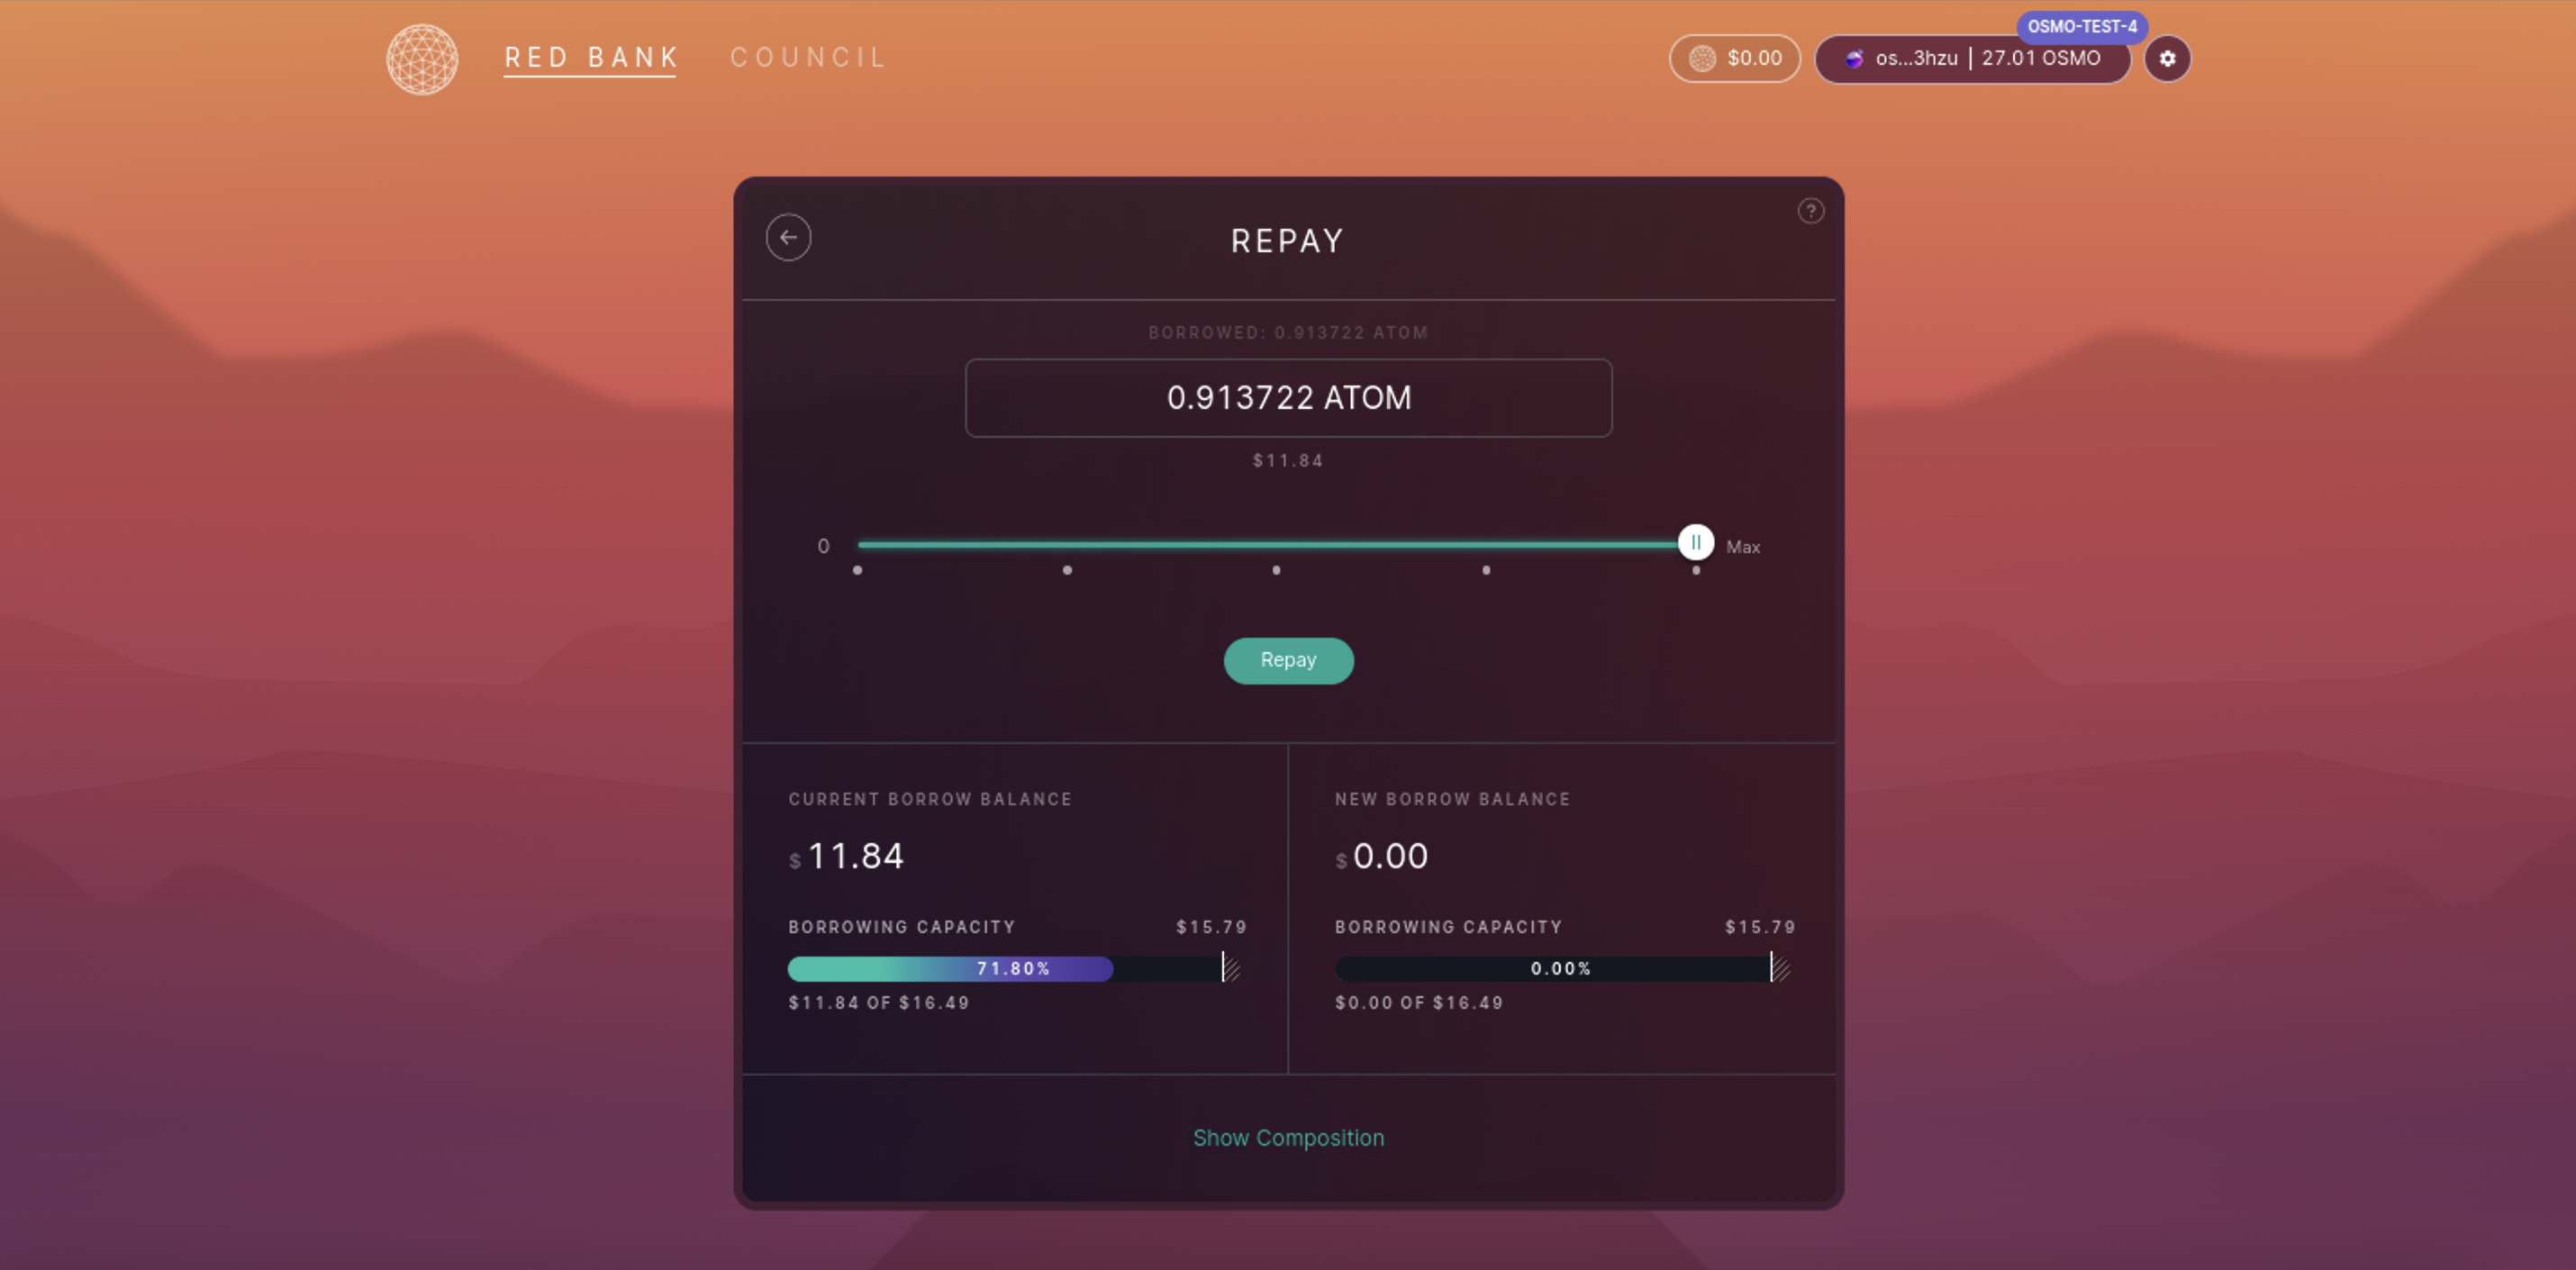 OSMO-TEST-4
RED BANK COUNCIL $0.00 os...3hzu | 27.01 OSMO
?
REPAY
BORROWED: 0.913722 ATOM
0.913722 ATOM
$11.84
0 Max
Repay
CURRENT BORROW BALANCE
$ 11.84
BORROWING CAPACITY $15.79
71.80%
$11.84 OF $16.49
NEW BORROW BALANCE
$ 0.00
BORROWING CAPACITY $15.79
0.00%
$0.00 OF $16.49
Show Composition